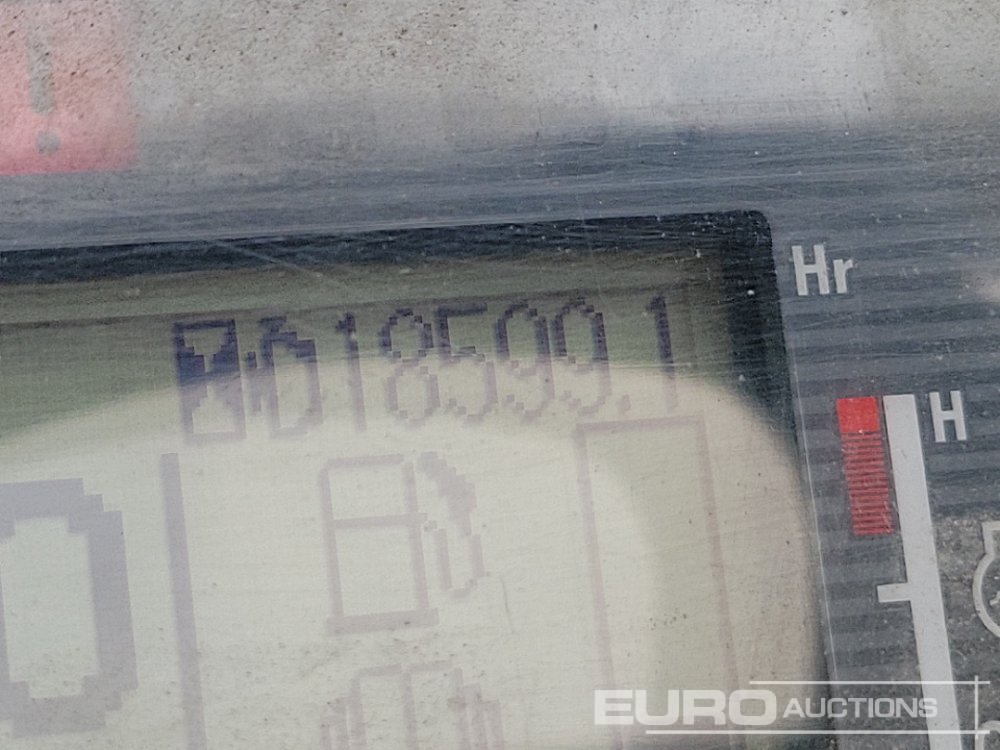 Hr
18599.1
H
EURO AUCTIONS